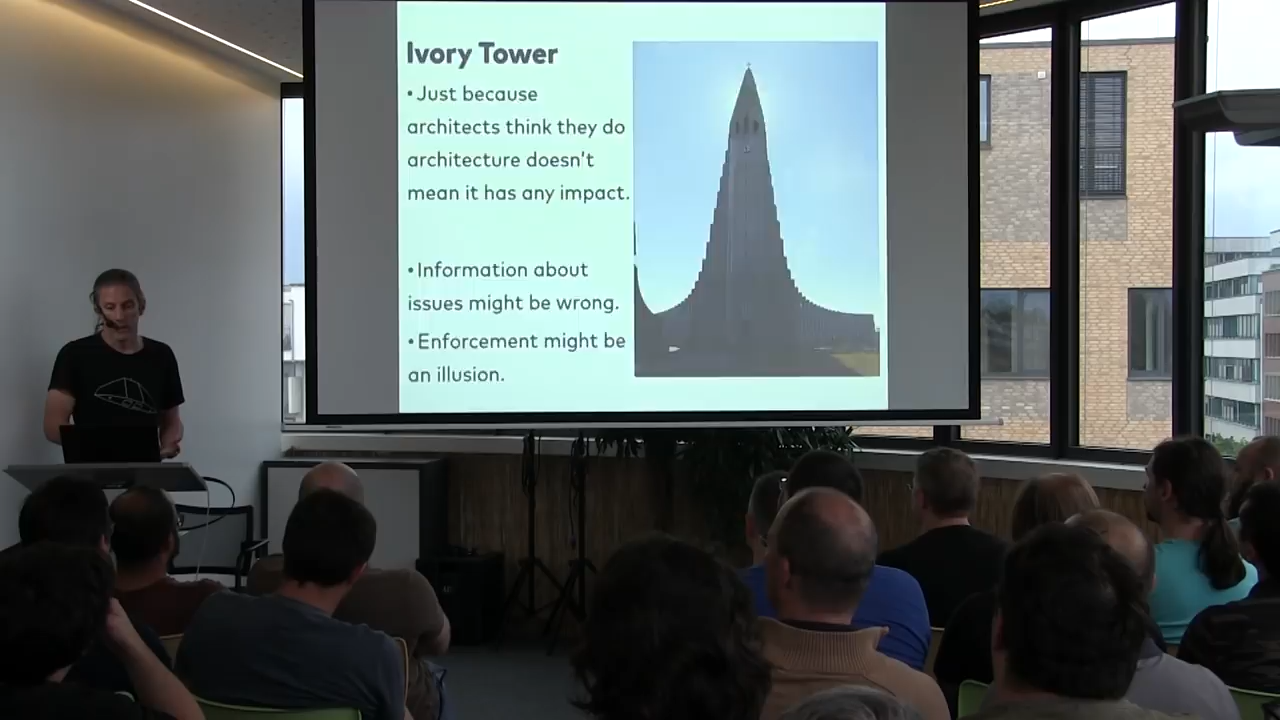 Ivory Tower
•Just because
architects think they do
architecture doesn't
mean it has any impact.
•Information about
issues might be wrong.
•Enforcement might be
an illusion.